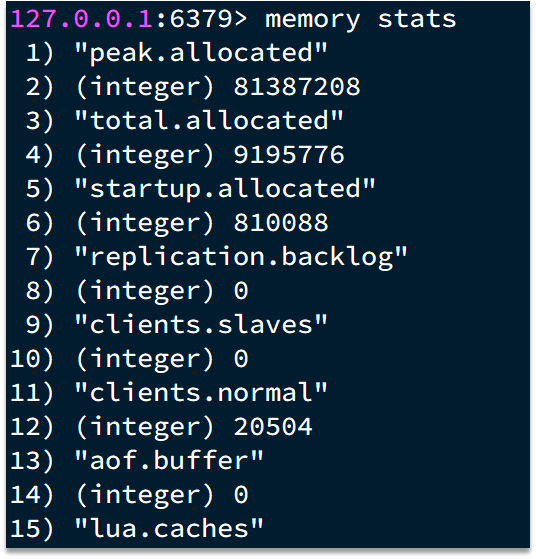 127.0.0.1:6379> memory stats
1) "peak.allocated"
2) (integer) 81387208
3) "total.allocated"
4) (integer) 9195776
5) "startup.allocated"
6) (integer) 810088
7) "replication.backlog"
8) (integer) 0
9) "clients.slaves"
10) (integer) 0
11) "clients.normal"
12) (integer) 20504
13) "aof.buffer"
14) (integer) 0
15) "lua.caches"